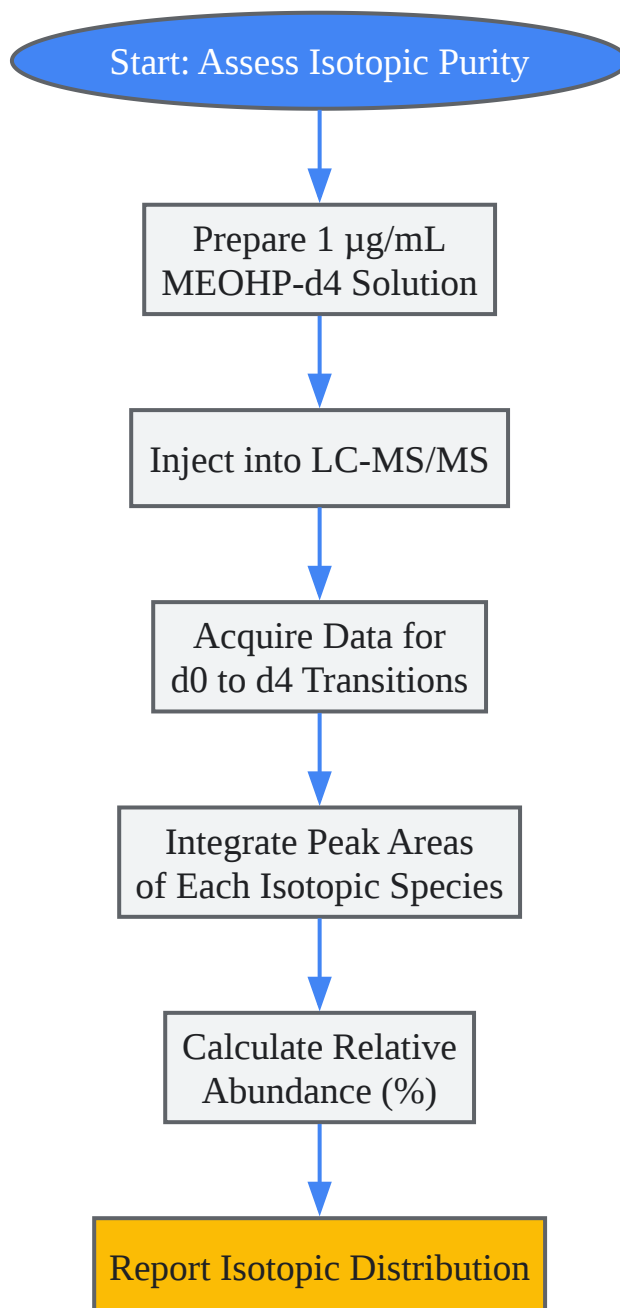 Start: Assess Isotopic Purity
Prepare 1 µg/mL
MEOHP-d4 Solution
Inject into LC-MS/MS
Acquire Data for
d0 to d4 Transitions
Integrate Peak Areas
of Each Isotopic Species
Calculate Relative
Abundance (%)
Report Isotopic Distribution